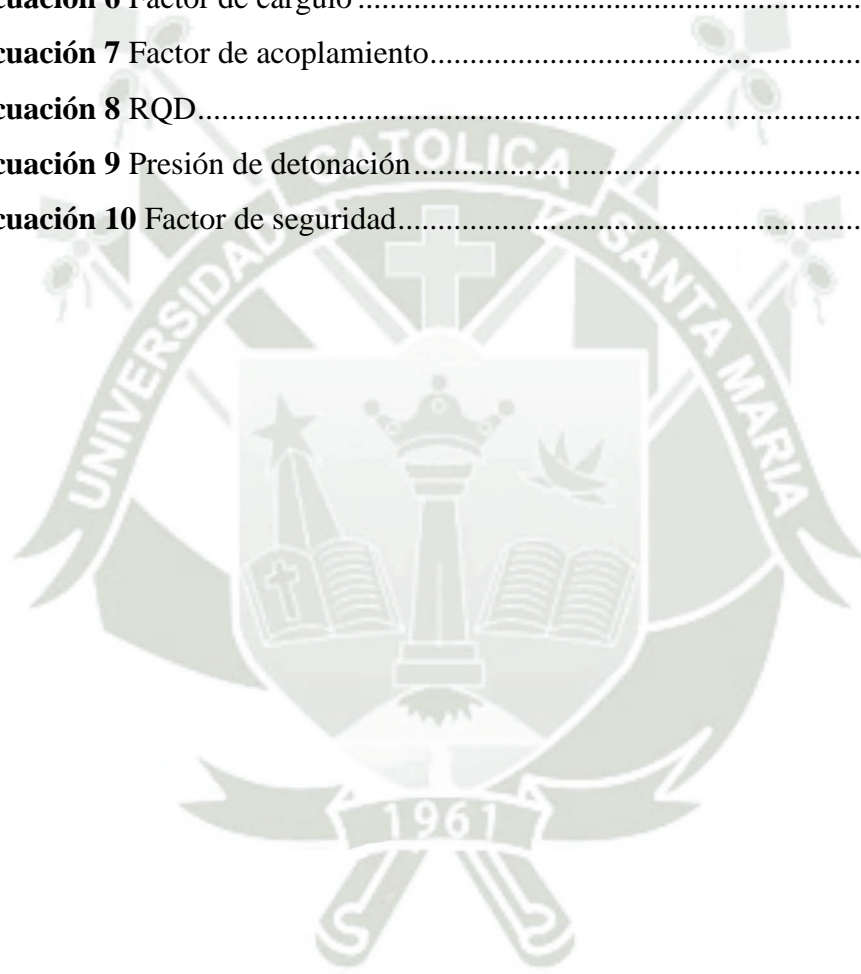 cuación 6 Factor de carguío........................................................................
cuación 7 Factor de acoplamiento............................................................
cuación 8 RQD...........................................................................................
cuación 9 Presión de detonación...............................................................
cuación 10 Factor de seguridad.................................................................
UNIVERSIDAD CATOLICA SANTA MARIA
1961